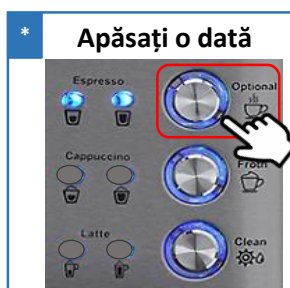 * Apăsați o dată
Espresso
Optional
Cappuccino
Froth
Latte
Clean